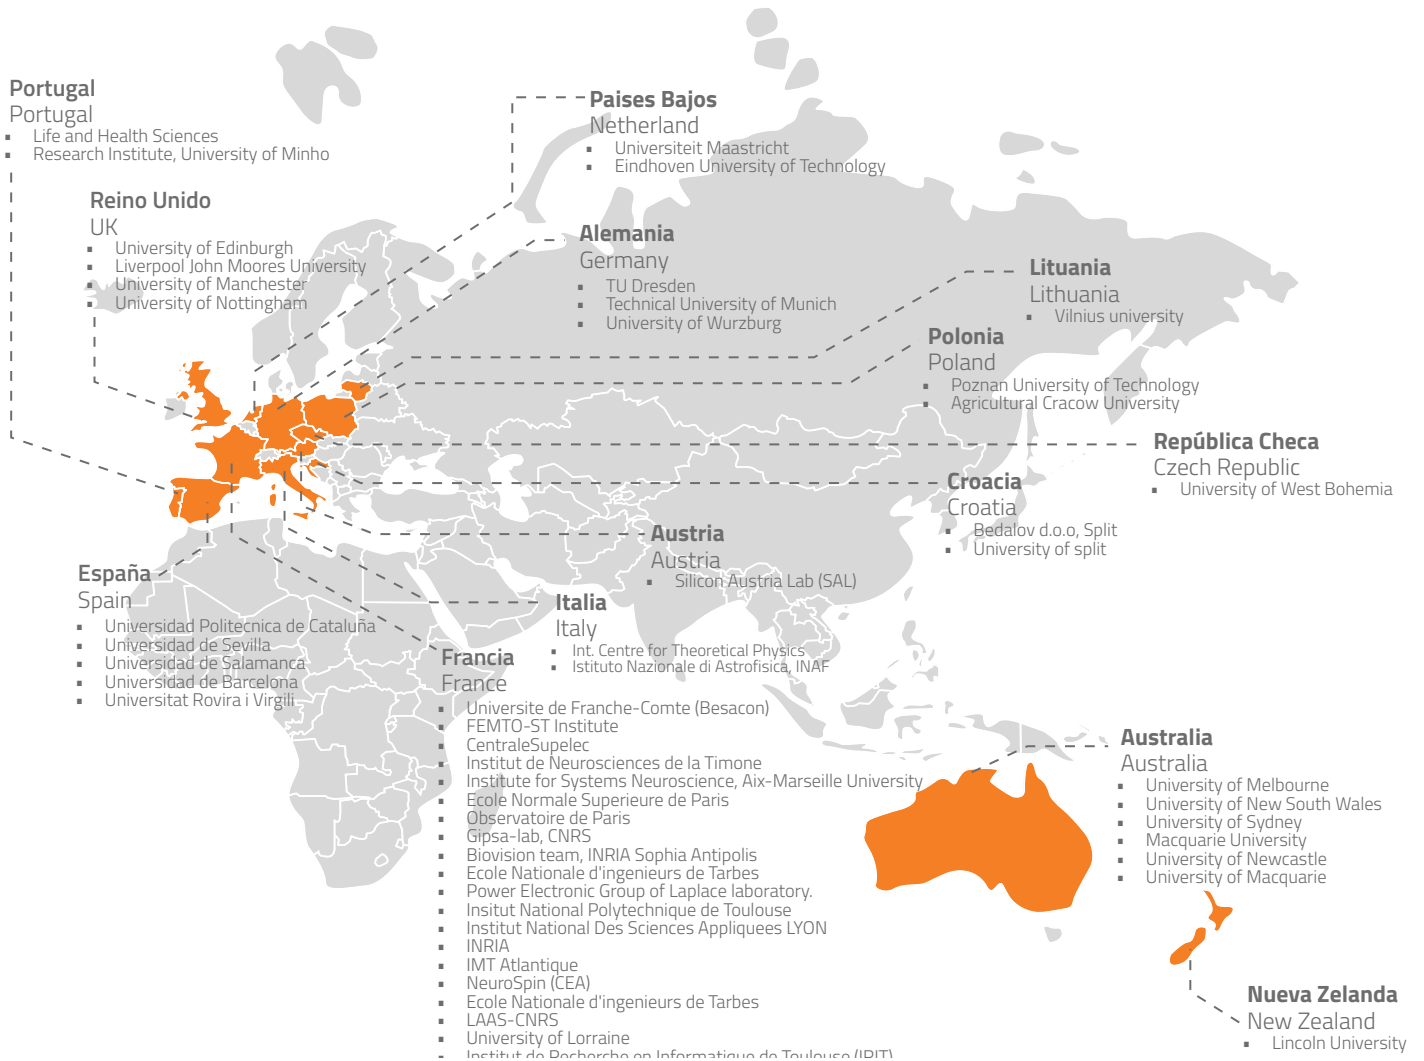 Portugal
Portugal
Life and Health Sciences
Research Institute, University of Minho
Reino Unido
UK
University of Edinburgh
Liverpool John Moores University
University of Manchester
University of Nottingham
Paises Bajos
Netherland
Universiteit Maastricht
Eindhoven University of Technology
Alemania
Germany
TU Dresden
Technical University of Munich
University of Wurzburg
Lituania
Lithuania
Vilnius university
Polonia
Poland
Poznan University of Technology
Agricultural Cracow University
República Checa
Czech Republic
University of West Bohemia
Croacia
Croatia
Bedalov d.o.o, Split
University of split
Austria
Austria
Silicon Austria Lab (SAL)
España
Spain
Universidad Politecnica de Cataluña
Universidad de Sevilla
Universidad de Salamanca
Universidad de Barcelona
Universitat Rovira i Virgili
Italia
Italy
Int. Centre for Theoretical Physics
Istituto Nazionale di Astrofisica, INAF
Francia
France
Universite de Franche-Comte (Besacon)
FEMTO-ST Institute
CentraleSupelec
Institut de Neurosciences de la Timone
Institute for Systems Neuroscience, Aix-Marseille University
Ecole Normale Superieure de Paris
Observatoire de Paris
Gipsa-lab, CNRS
Biovision team, INRIA Sophia Antipolis
Ecole Nationale d'ingenieurs de Tarbes
Power Electronic Group of Laplace laboratory.
Insitut National Polytechnique de Toulouse
Institut National Des Sciences Appliquees LYON
INRIA
IMT Atlantique
NeuroSpin (CEA)
Ecole Nationale d'ingenieurs de Tarbes
LAAS-CNRS
University of Lorraine
Institut de Recherche en Informatique de Toulouse (IRIT)
Australia
Australia
University of Melbourne
University of New South Wales
University of Sydney
Macquarie University
University of Newcastle
University of Macquarie
Nueva Zelanda
New Zealand
Lincoln University